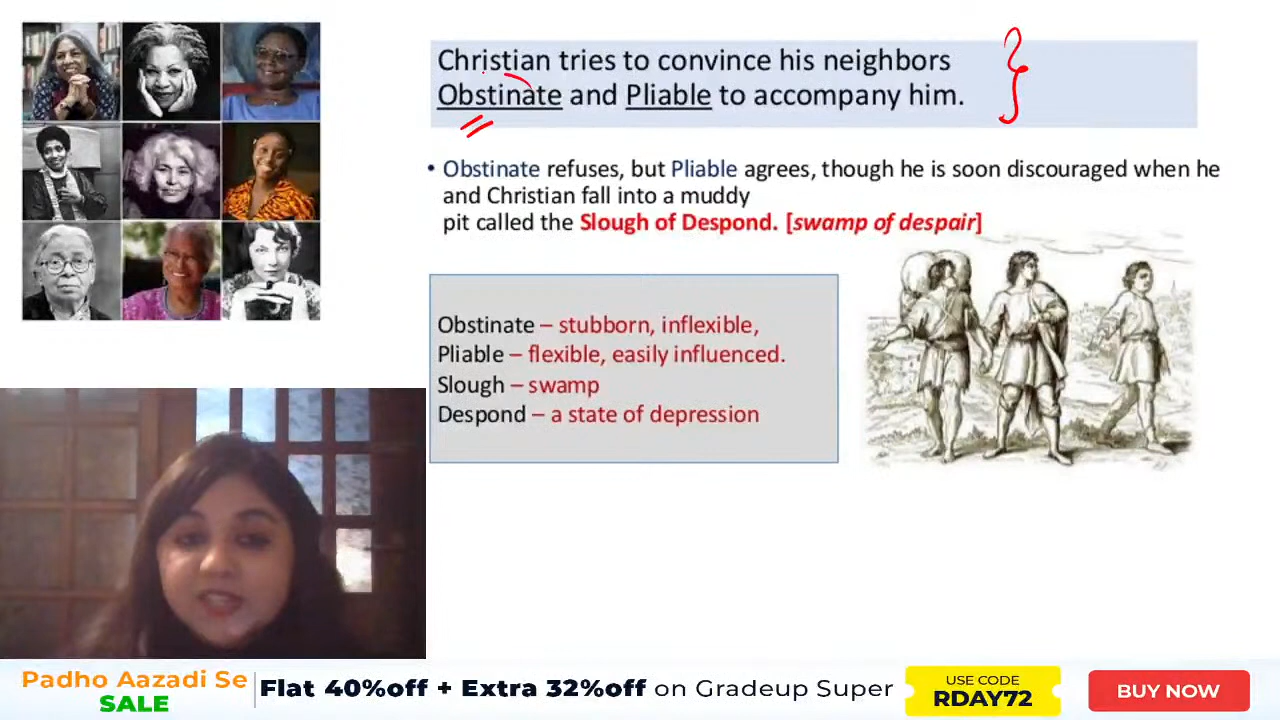 Christian tries to convince his neighbors
Obstinate and Pliable to accompany him.
• Obstinate refuses, but Pliable agrees, though he is soon discouraged when he
and Christian fall into a muddy
pit called the Slough of Despond. [swamp of despair]
Obstinate – stubborn, inflexible,
Pliable – flexible, easily influenced.
Slough – swamp
Despond – a state of depression
Padho Aazadi Se
SALE
Flat 40%off + Extra 32%off on Gradeup Super
USE CODE
RDAY72
BUY NOW